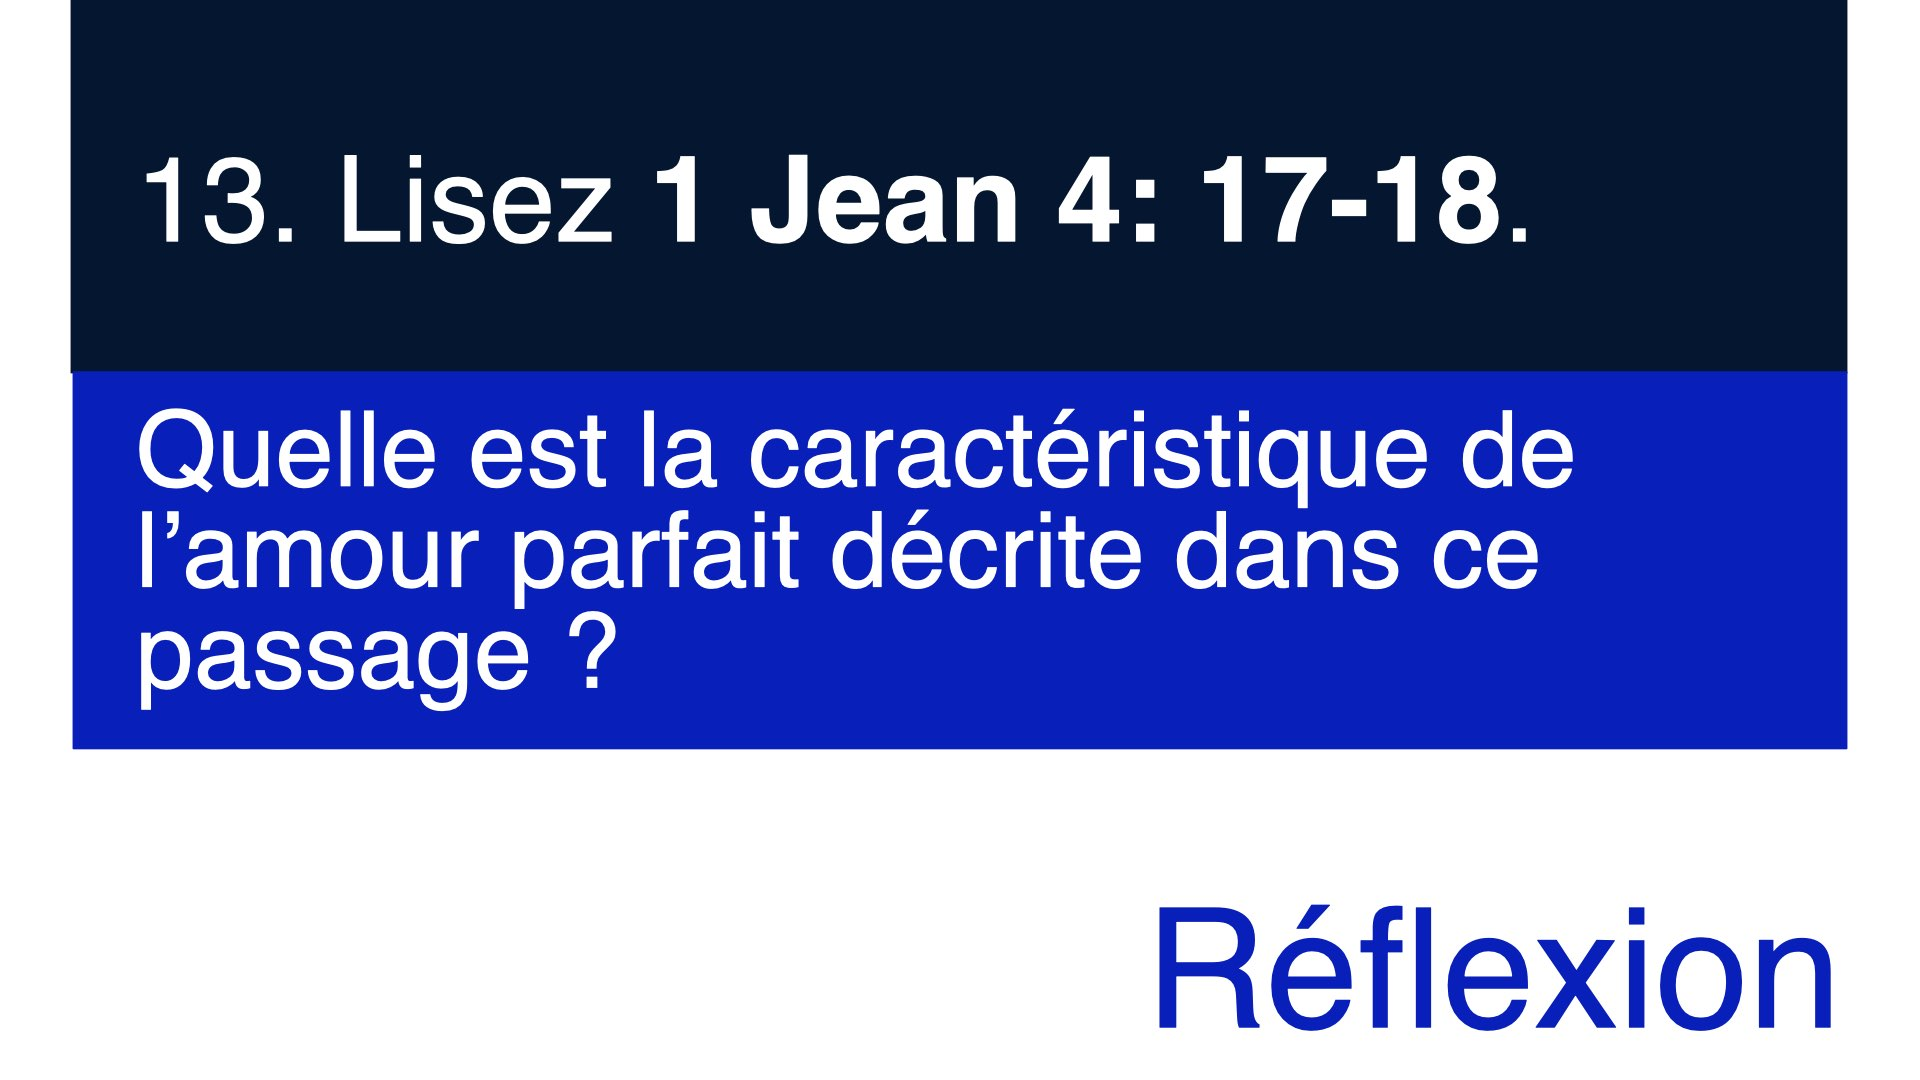 13. Lisez 1 Jean 4: 17-18.
Quelle est la caractéristique de
l’amour parfait décrite dans ce
passage ?
Réflexion